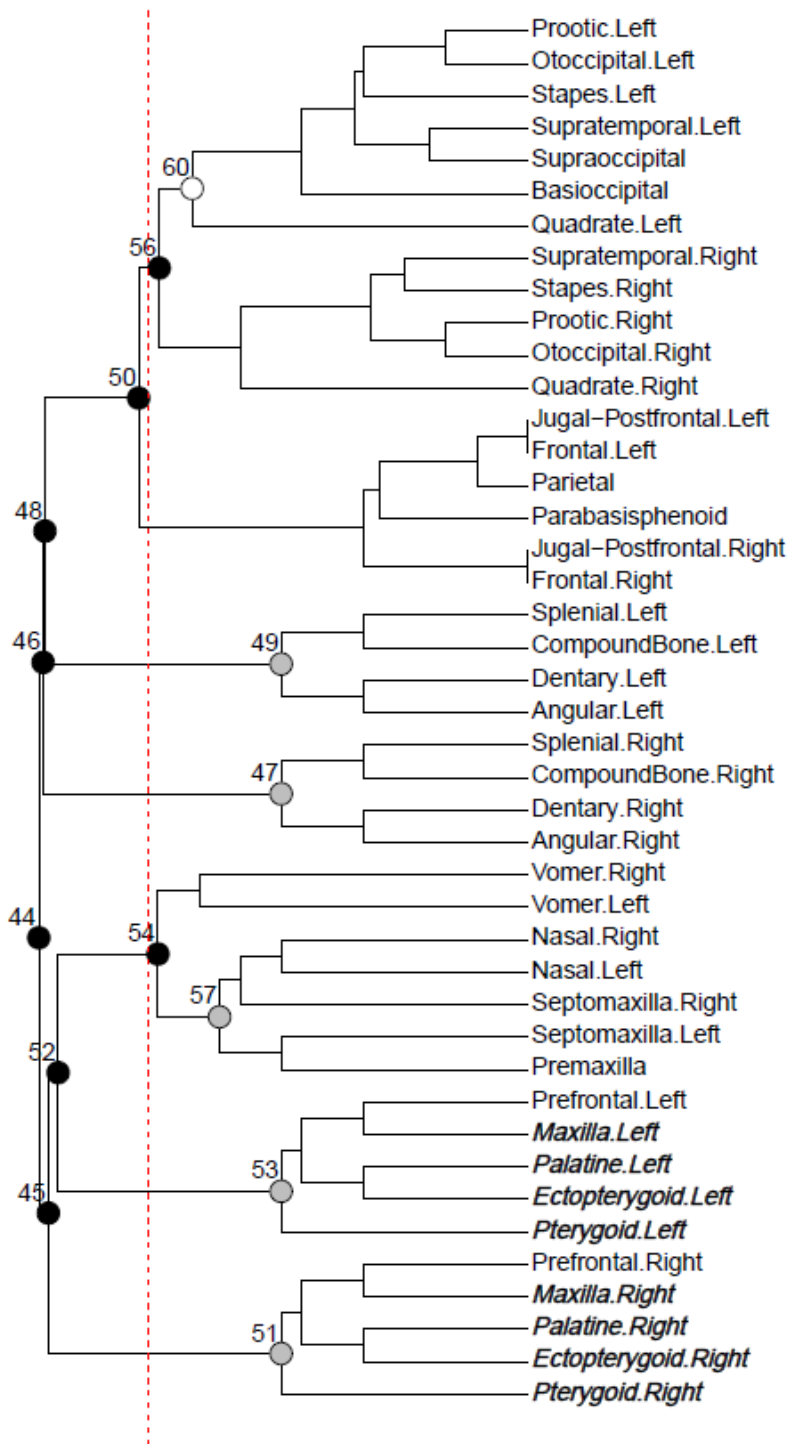 Prootic.Left
Otoccipital.Left
Stapes.Left
Supratemporal.Left
Supraoccipital
60
Basioccipital
Quadrate.Left
56
Supratemporal.Right
Stapes.Right
Prootic.Right
Otoccipital.Right
50
Quadrate.Right
Jugal−Postfrontal.Left
Frontal.Left
Parietal
48
Parabasisphenoid
Jugal−Postfrontal.Right
Frontal.Right
Splenial.Left
46
49
CompoundBone.Left
Dentary.Left
Angular.Left
Splenial.Right
47
CompoundBone.Right
Dentary.Right
Angular.Right
Vomer.Right
44
Vomer.Left
54
Nasal.Right
Nasal.Left
57
Septomaxilla.Right
Septomaxilla.Left
52
Premaxilla
Prefrontal.Left
Maxilla.Left
53
Palatine.Left
45
Ectopterygoid.Left
Pterygoid.Left
Prefrontal.Right
Maxilla.Right
51
Palatine.Right
Ectopterygoid.Right
Pterygoid.Right